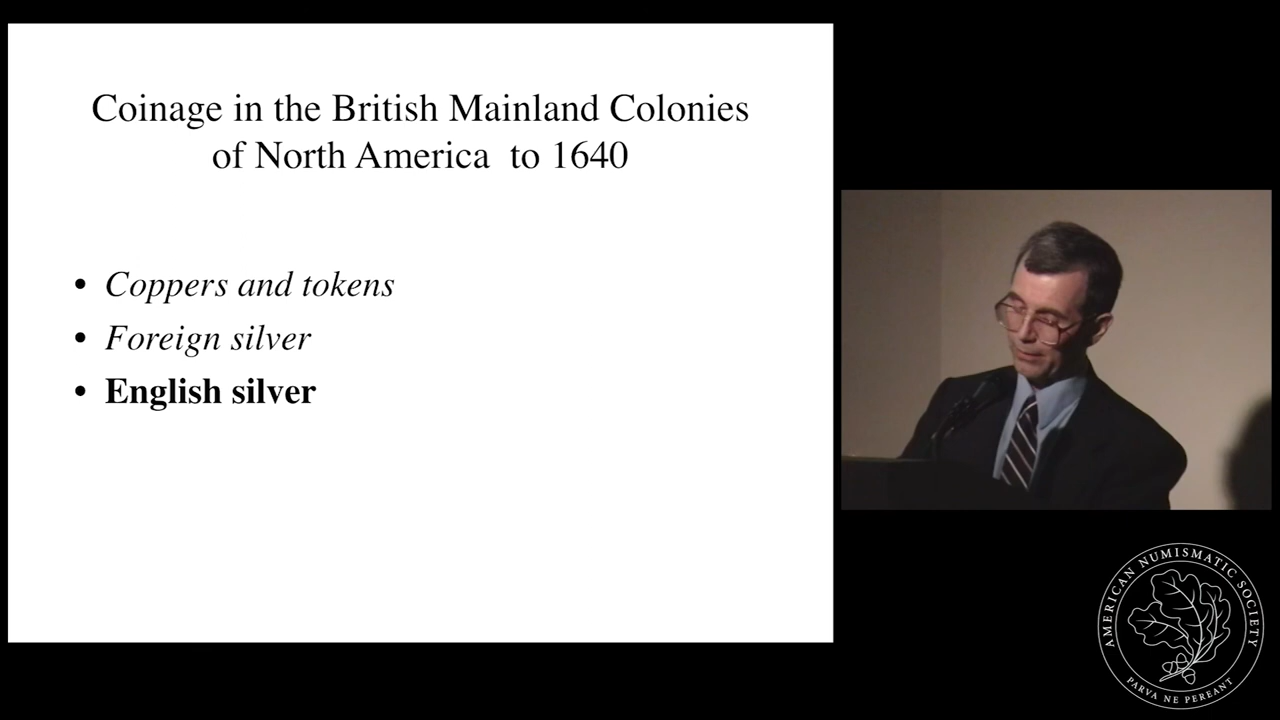 Coinage in the British Mainland Colonies
of North America to 1640
• Coppers and tokens
• Foreign silver
• English silver
AMERICAN NUMISMATIC SOCIETY
PARVA NE PEREANT